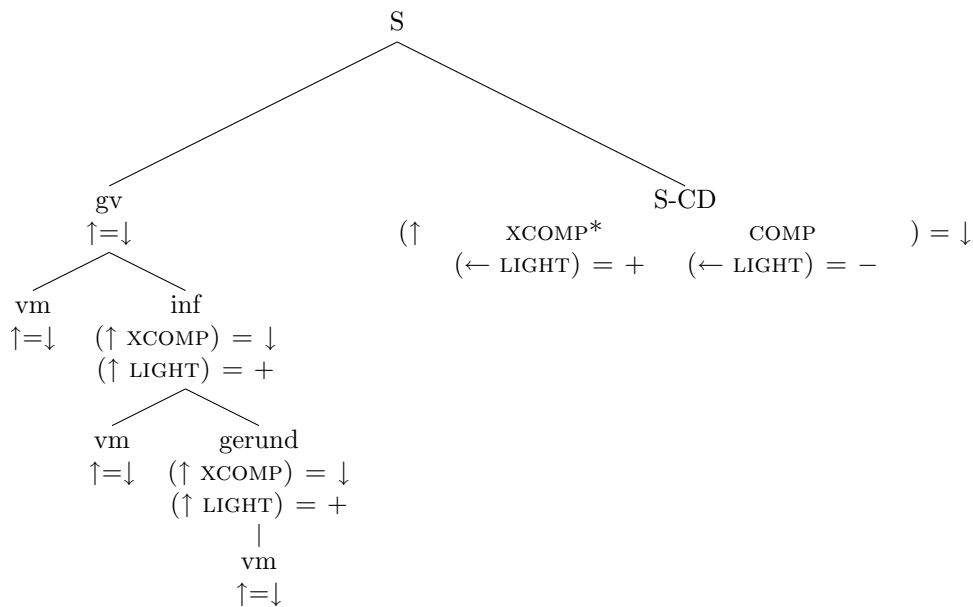 S
gv S-CD
↑=↓ (↑ XCOMP* COMP ) = ↓
(← LIGHT) = + (← LIGHT) = −
vm inf
↑=↓ (↑ XCOMP) = ↓
(↑ LIGHT) = +
vm gerund
↑=↓ (↑ XCOMP) = ↓
(↑ LIGHT) = +
vm
↑=↓